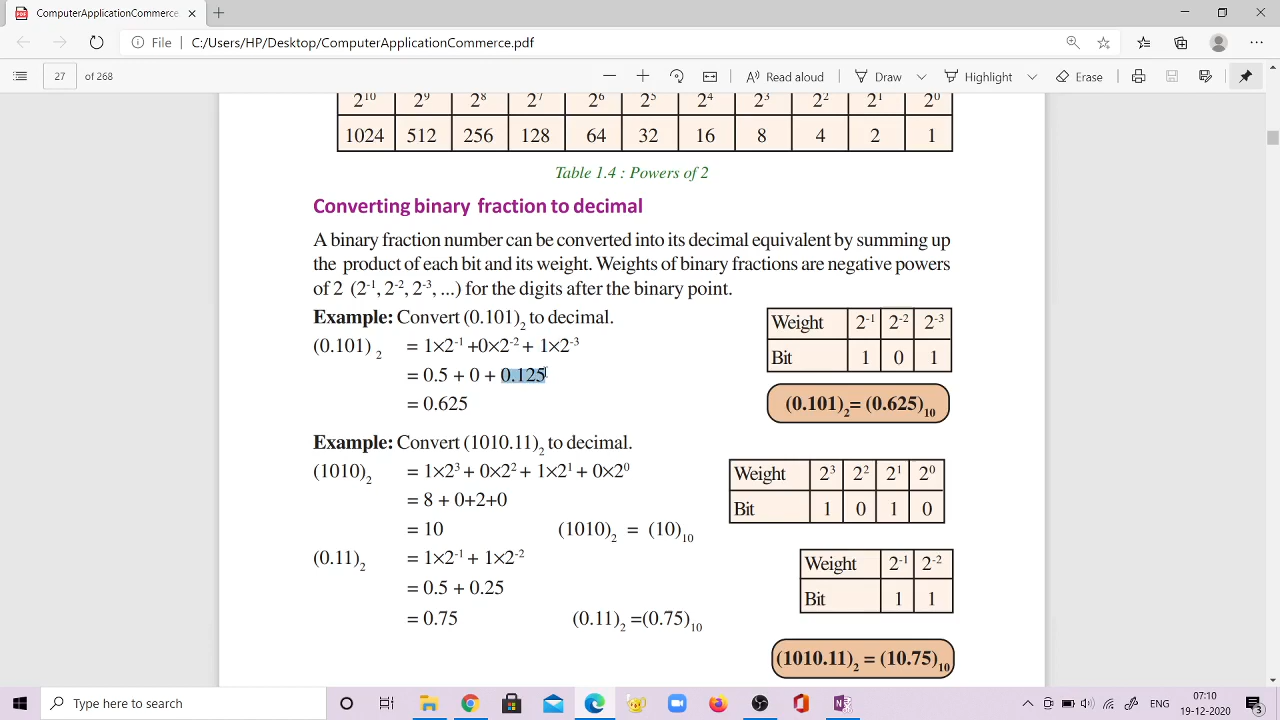 ComputerApplicationCommerce.pdf
File C:/Users/HP/Desktop/ComputerApplicationCommerce.pdf
27 of 268 Read aloud Draw Highlight Erase
2¹⁰ 2⁹ 2⁸ 2⁷ 2⁶ 2⁵ 2⁴ 2³ 2² 2¹ 2⁰
1024 512 256 128 64 32 16 8 4 2 1
Table 1.4 : Powers of 2
Converting binary fraction to decimal
A binary fraction number can be converted into its decimal equivalent by summing up
the product of each bit and its weight. Weights of binary fractions are negative powers
of 2 (2⁻¹, 2⁻², 2⁻³, ...) for the digits after the binary point.
Example: Convert (0.101)₂ to decimal.
(0.101)₂ = 1×2⁻¹ +0×2⁻² + 1×2⁻³
= 0.5 + 0 + 0.125
= 0.625
Weight 2⁻¹ 2⁻² 2⁻³
Bit 1 0 1
(0.101)₂= (0.625)₁₀
Example: Convert (1010.11)₂ to decimal.
(1010)₂ = 1×2³ + 0×2² + 1×2¹ + 0×2⁰
= 8 + 0+2+0
= 10 (1010)₂ = (10)₁₀
Weight 2³ 2² 2¹ 2⁰
Bit 1 0 1 0
(0.11)₂ = 1×2⁻¹ + 1×2⁻²
= 0.5 + 0.25
= 0.75 (0.11)₂ =(0.75)₁₀
Weight 2⁻¹ 2⁻²
Bit 1 1
(1010.11)₂ = (10.75)₁₀
Type here to search
ENG
07:10
19-12-2020
3